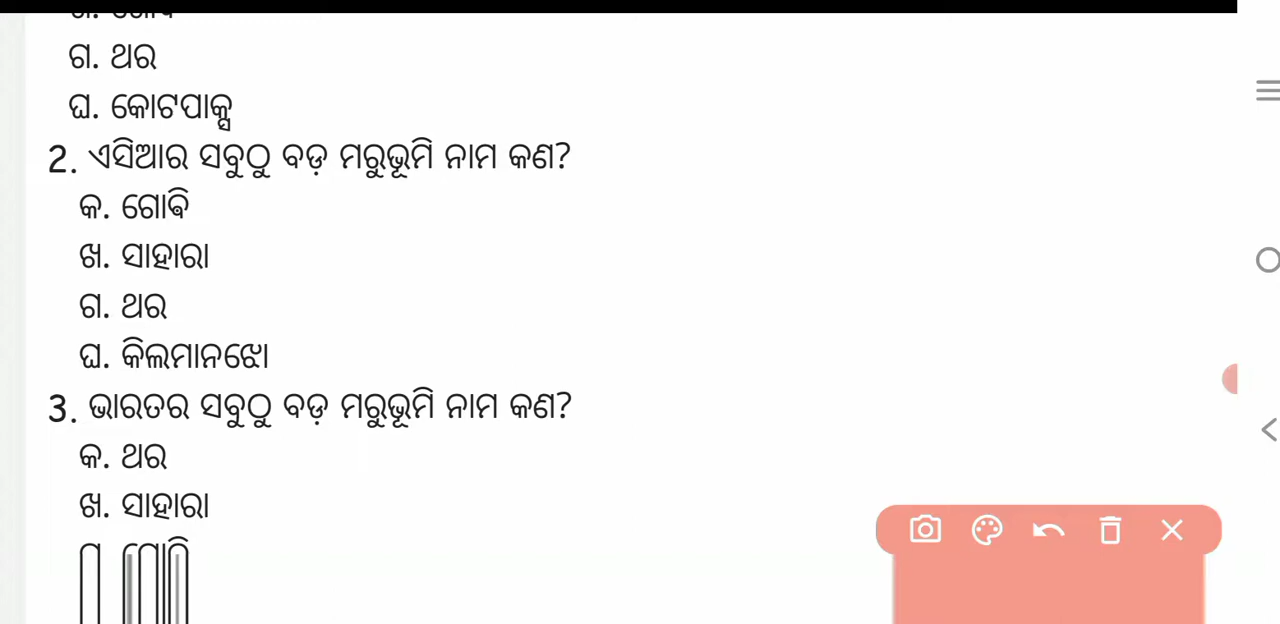 ଗ. ଥର
ଘ. କୋଟପାକ୍ସ
2. ଏସିଆର ସବୁଠୁ ବଡ଼ ମରୁଭୂମି ନାମ କଣ?
କ. ଗୋଵି
ଖ. ସାହାରା
ଗ. ଥର
ଘ. କିଲମାନଝୋ
3. ଭାରତର ସବୁଠୁ ବଡ଼ ମରୁଭୂମି ନାମ କଣ?
କ. ଥର
ଖ. ସାହାରା